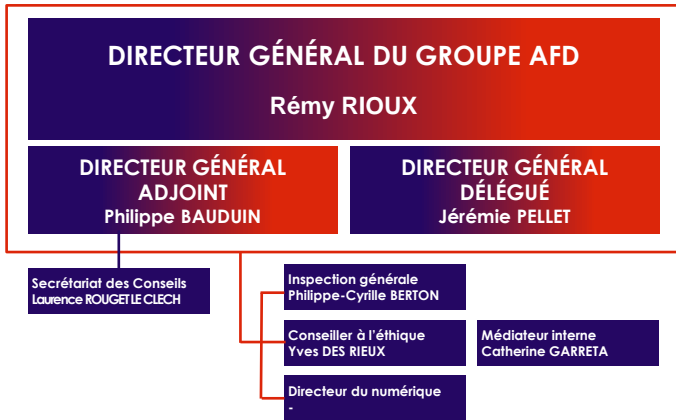 DIRECTEUR GÉNÉRAL DU GROUPE AFD
Rémy RIOUX
DIRECTEUR GÉNÉRAL
ADJOINT
Philippe BAUDUIN
DIRECTEUR GÉNÉRAL
DÉLÉGUÉ
Jérémie PELLET
Secrétariat des Conseils
Laurence ROUGET LE CLECH
Inspection générale
Philippe-Cyrille BERTON
Conseiller à l'éthique
Yves DES RIEUX
Médiateur interne
Catherine GARRETA
Directeur du numérique
-